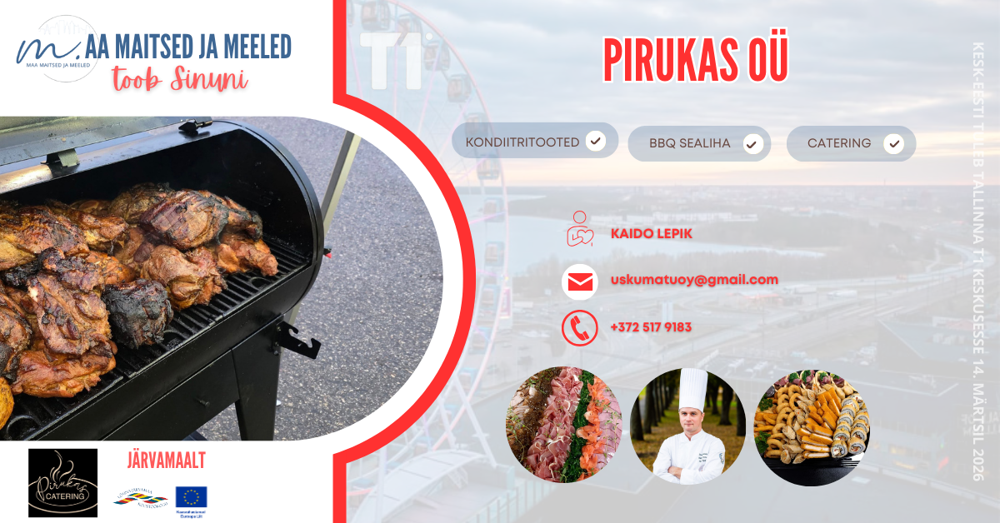 m.AA MAITSED JA MEELED
MAA MAITSED JA MEELED
toob Sinuni
T1
PIRUKAS OÜ
KONDIITRITOOTED
BBQ SEALIHA
CATERING
KAIDO LEPIK
uskumatuoy@gmail.com
+372 517 9183
KESK-EESTI TULEB TALLINNA T1 KESKUSESSE 14. MÄRTSIL 2026
JÄRVAMAALT
Pirukas
CATERING
KOOSTÖÖKOGU
Kaasrahastanud
Euroopa Liit